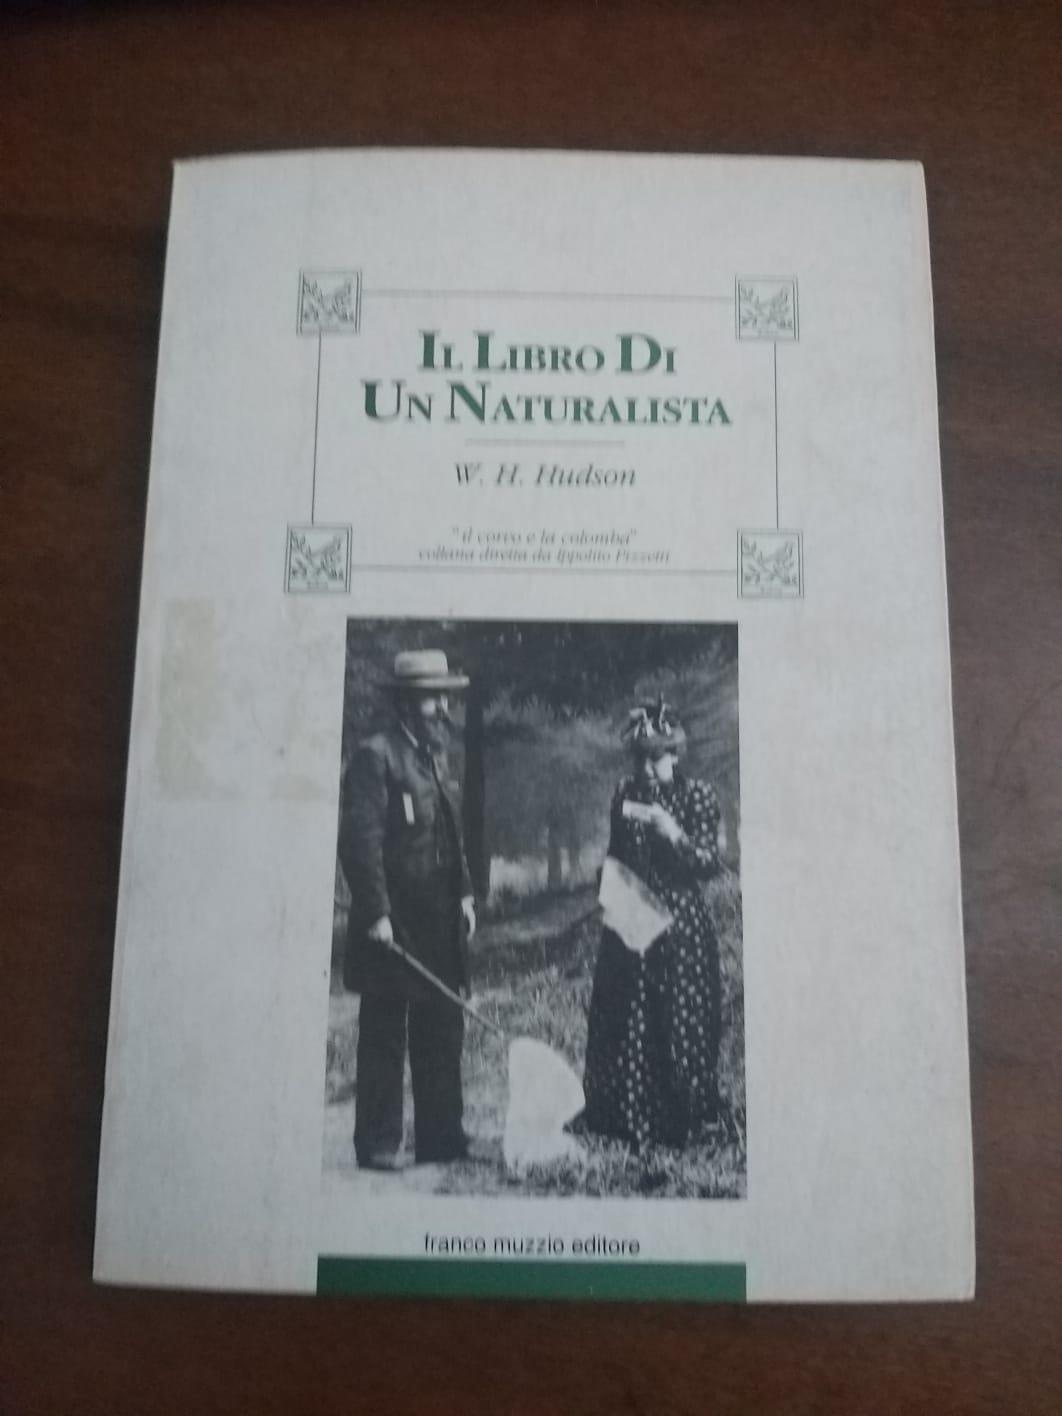 Il Libro Di
Un Naturalista
W. H. Hudson
"il corvo e la colomba"
collana diretta da Ippolito Pizzetti
franco muzzio editore